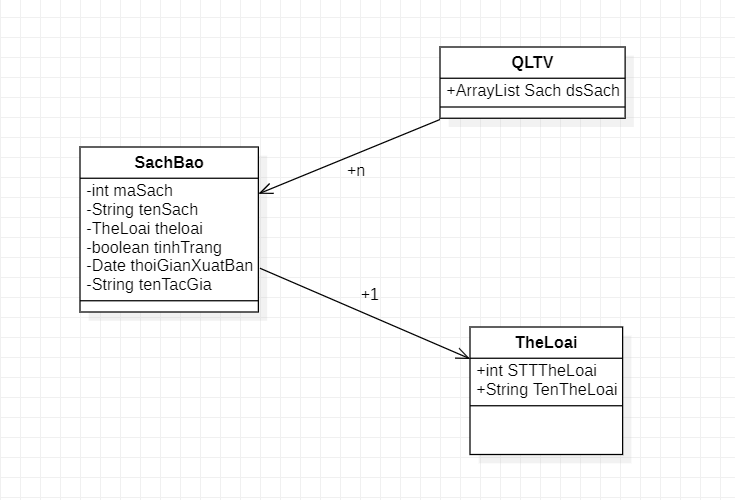 QLTV
+ArrayList Sach dsSach
+n
SachBao
-int maSach
-String tenSach
-TheLoai theloai
-boolean tinhTrang
-Date thoiGianXuatBan
-String tenTacGia
+1
TheLoai
+int STTTheLoai
+String TenTheLoai